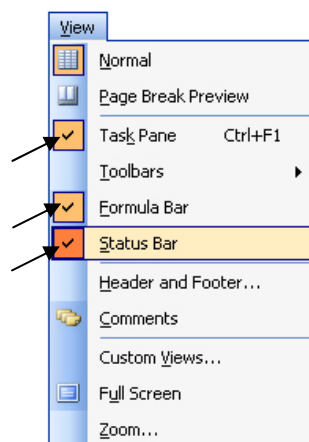 View
Normal
Page Break Preview
Task Pane Ctrl+F1
Toolbars
Formula Bar
Status Bar
Header and Footer...
Comments
Custom Views...
Full Screen
Zoom...